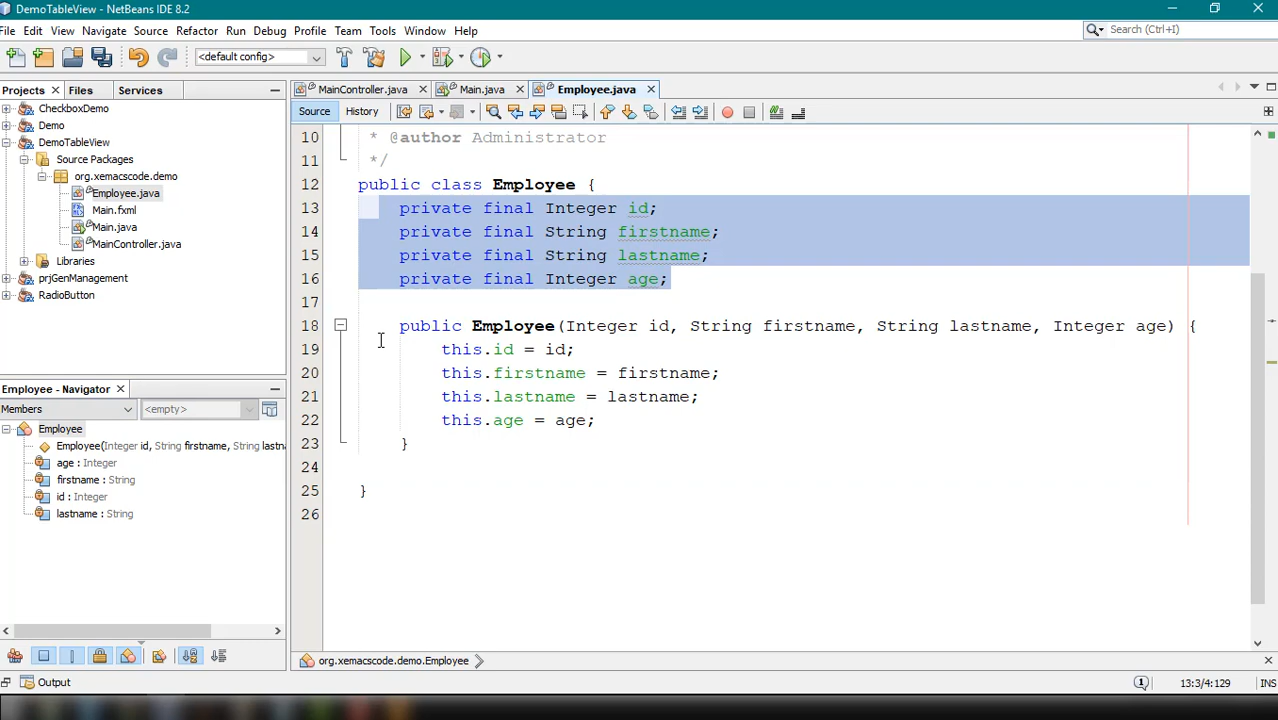 DemoTableView - NetBeans IDE 8.2
File Edit View Navigate Source Refactor Run Debug Profile Team Tools Window Help
Search (Ctrl+I)
<default config>
Projects Files Services
MainController.java Main.java Employee.java
Source History
CheckboxDemo
Demo
DemoTableView
Source Packages
org.xemacscode.demo
Employee.java
Main.fxml
Main.java
MainController.java
Libraries
prjGenManagement
RadioButton
Employee - Navigator
Members <empty>
Employee
Employee(Integer id, String firstname, String lastna
age : Integer
firstname : String
id : Integer
lastname : String
10 * @author Administrator
11 */
12 public class Employee {
13 private final Integer id;
14 private final String firstname;
15 private final String lastname;
16 private final Integer age;
17
18 public Employee(Integer id, String firstname, String lastname, Integer age) {
19 this.id = id;
20 this.firstname = firstname;
21 this.lastname = lastname;
22 this.age = age;
23 }
24
25 }
26
org.xemacscode.demo.Employee
Output
1 13:3/4:129 INS